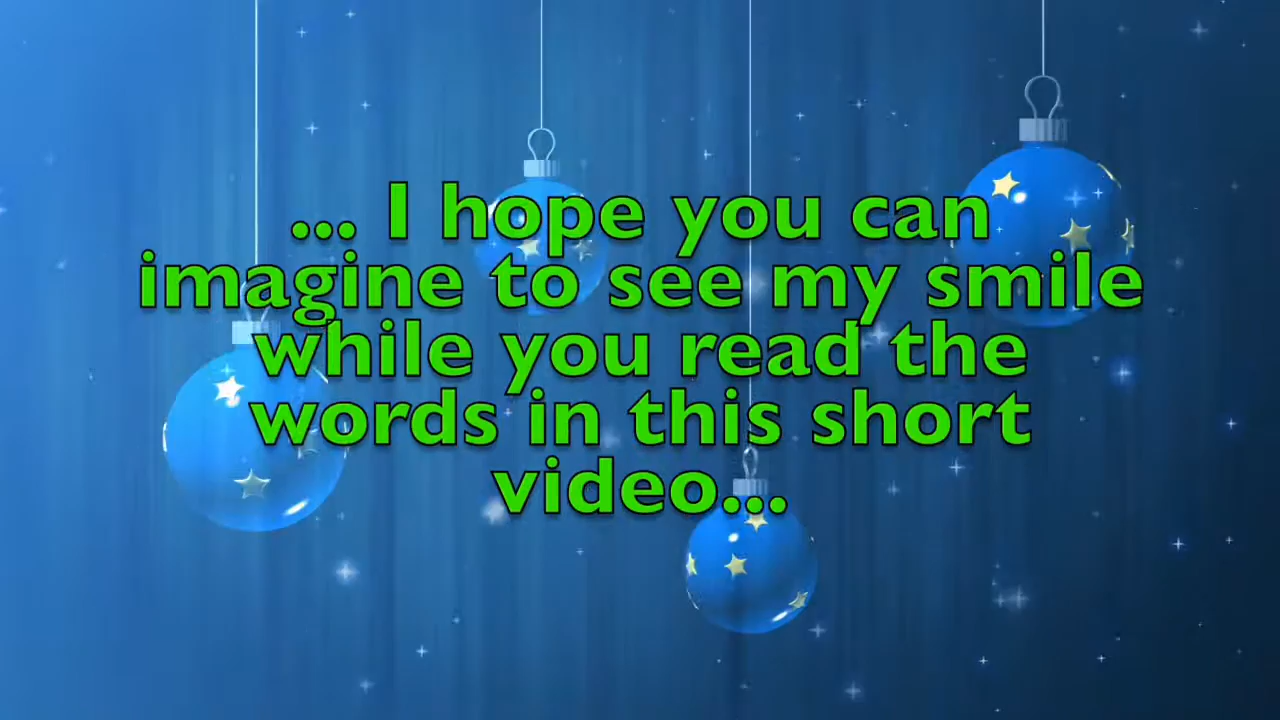 ... I hope you can
imagine to see my smile
while you read the
words in this short
video...